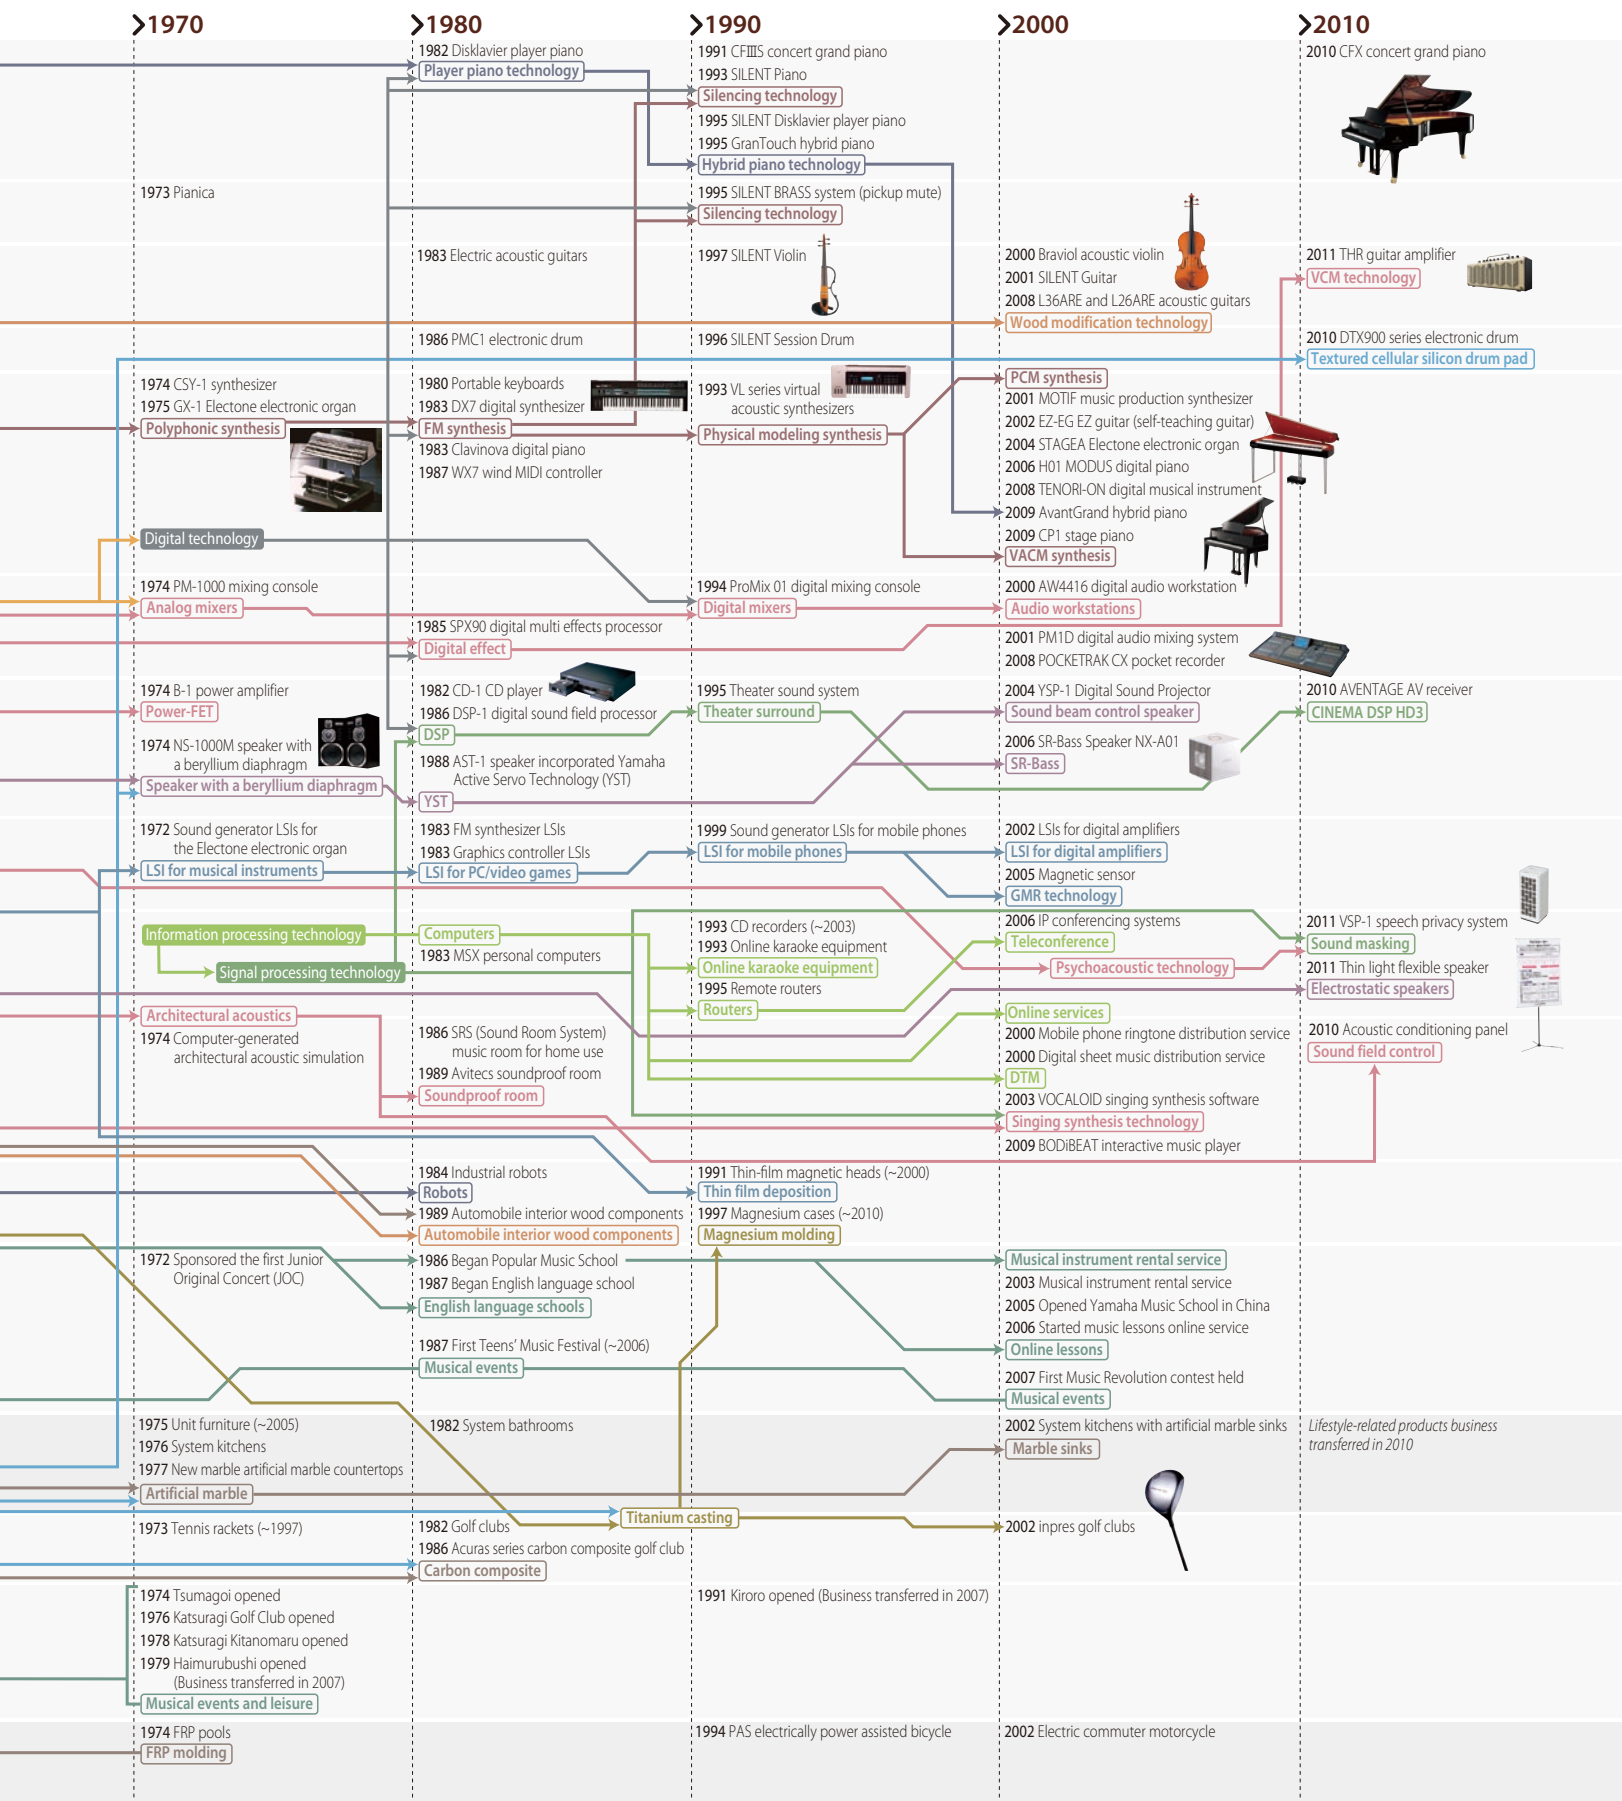 1970
1980
1990
2000
2010
1982 Disklavier player piano
Player piano technology
1991 CFIIIS concert grand piano
1993 SILENT Piano
Silencing technology
1995 SILENT Disklavier player piano
1995 GranTouch hybrid piano
Hybrid piano technology
2010 CFX concert grand piano
1973 Pianica
1995 SILENT BRASS system (pickup mute)
Silencing technology
1983 Electric acoustic guitars
1997 SILENT Violin
2000 Braviol acoustic violin
2001 SILENT Guitar
2008 L36ARE and L26ARE acoustic guitars
Wood modification technology
2011 THR guitar amplifier
VCM technology
1986 PMC1 electronic drum
1996 SILENT Session Drum
2010 DTX900 series electronic drum
Textured cellular silicon drum pad
1974 CSY-1 synthesizer
1975 GX-1 Electone electronic organ
Polyphonic synthesis
1980 Portable keyboards
1983 DX7 digital synthesizer
FM synthesis
1983 Clavinova digital piano
1987 WX7 wind MIDI controller
1993 VL series virtual
acoustic synthesizers
Physical modeling synthesis
PCM synthesis
2001 MOTIF music production synthesizer
2002 EZ-EG EZ guitar (self-teaching guitar)
2004 STAGEA Electone electronic organ
2006 H01 MODUS digital piano
2008 TENORI-ON digital musical instrument
2009 AvantGrand hybrid piano
2009 CP1 stage piano
VACM synthesis
Digital technology
1974 PM-1000 mixing console
Analog mixers
1985 SPX90 digital multi effects processor
Digital effect
1994 ProMix 01 digital mixing console
Digital mixers
2000 AW4416 digital audio workstation
Audio workstations
2001 PM1D digital audio mixing system
2008 POCKETRAK CX pocket recorder
1974 B-1 power amplifier
Power-FET
1974 NS-1000M speaker with
a beryllium diaphragm
Speaker with a beryllium diaphragm
1982 CD-1 CD player
1986 DSP-1 digital sound field processor
DSP
1988 AST-1 speaker incorporated Yamaha
Active Servo Technology (YST)
YST
1995 Theater sound system
Theater surround
2004 YSP-1 Digital Sound Projector
Sound beam control speaker
2006 SR-Bass Speaker NX-A01
SR-Bass
2010 AVENTAGE AV receiver
CINEMA DSP HD3
1972 Sound generator LSIs for
the Electone electronic organ
LSI for musical instruments
1983 FM synthesizer LSIs
1983 Graphics controller LSIs
LSI for PC/video games
1999 Sound generator LSIs for mobile phones
LSI for mobile phones
2002 LSIs for digital amplifiers
LSI for digital amplifiers
2005 Magnetic sensor
GMR technology
Information processing technology
Signal processing technology
Computers
1983 MSX personal computers
1993 CD recorders (~2003)
1993 Online karaoke equipment
Online karaoke equipment
1995 Remote routers
Routers
2006 IP conferencing systems
Teleconference
Psychoacoustic technology
2011 VSP-1 speech privacy system
Sound masking
2011 Thin light flexible speaker
Electrostatic speakers
Architectural acoustics
1974 Computer-generated
architectural acoustic simulation
1986 SRS (Sound Room System)
music room for home use
1989 Avitecs soundproof room
Soundproof room
Online services
2000 Mobile phone ringtone distribution service
2000 Digital sheet music distribution service
DTM
2003 VOCALOID singing synthesis software
Singing synthesis technology
2009 BODiBEAT interactive music player
2010 Acoustic conditioning panel
Sound field control
1984 Industrial robots
Robots
1989 Automobile interior wood components
Automobile interior wood components
1991 Thin-film magnetic heads (~2000)
Thin film deposition
1997 Magnesium cases (~2010)
Magnesium molding
1972 Sponsored the first Junior
Original Concert (JOC)
1986 Began Popular Music School
1987 Began English language school
English language schools
1987 First Teens' Music Festival (~2006)
Musical events
Musical instrument rental service
2003 Musical instrument rental service
2005 Opened Yamaha Music School in China
2006 Started music lessons online service
Online lessons
2007 First Music Revolution contest held
Musical events
1975 Unit furniture (~2005)
1976 System kitchens
1977 New marble artificial marble countertops
Artificial marble
1982 System bathrooms
2002 System kitchens with artificial marble sinks
Marble sinks
Lifestyle-related products business
transferred in 2010
1973 Tennis rackets (~1997)
1982 Golf clubs
1986 Acuras series carbon composite golf club
Carbon composite
Titanium casting
2002 inpres golf clubs
1974 Tsumagoi opened
1976 Katsuragi Golf Club opened
1978 Katsuragi Kitanomaru opened
1979 Haimurubushi opened
(Business transferred in 2007)
Musical events and leisure
1991 Kiroro opened (Business transferred in 2007)
1974 FRP pools
FRP molding
1994 PAS electrically power assisted bicycle
2002 Electric commuter motorcycle